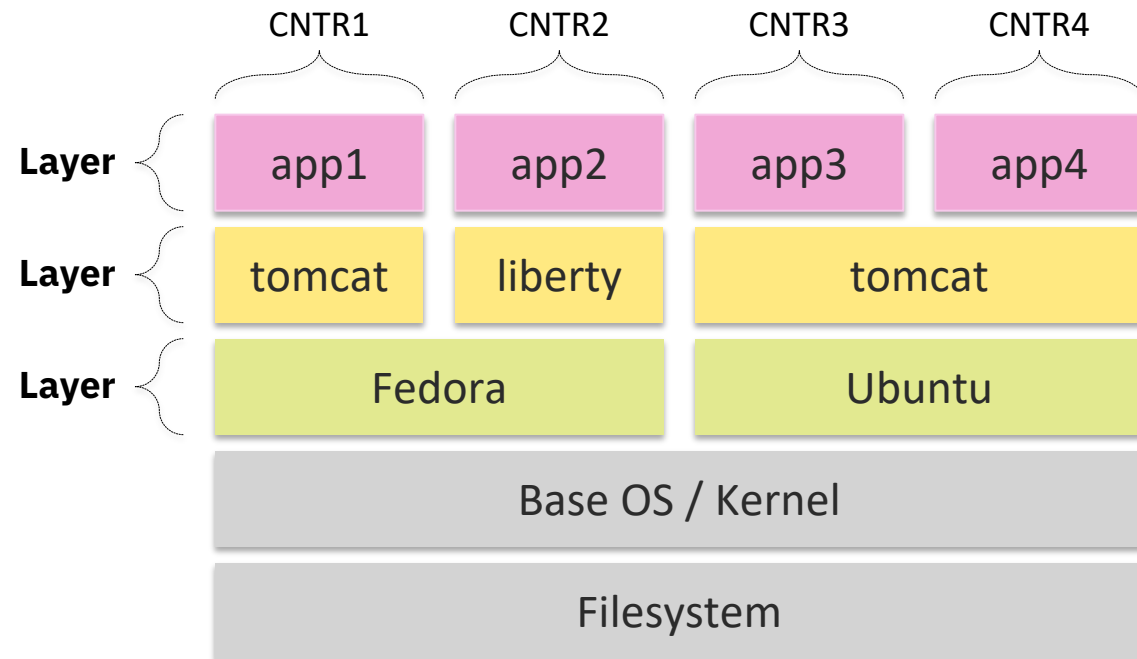 CNTR1 CNTR2 CNTR3 CNTR4
Layer app1 app2 app3 app4
Layer tomcat liberty tomcat
Layer Fedora Ubuntu
Base OS / Kernel
Filesystem